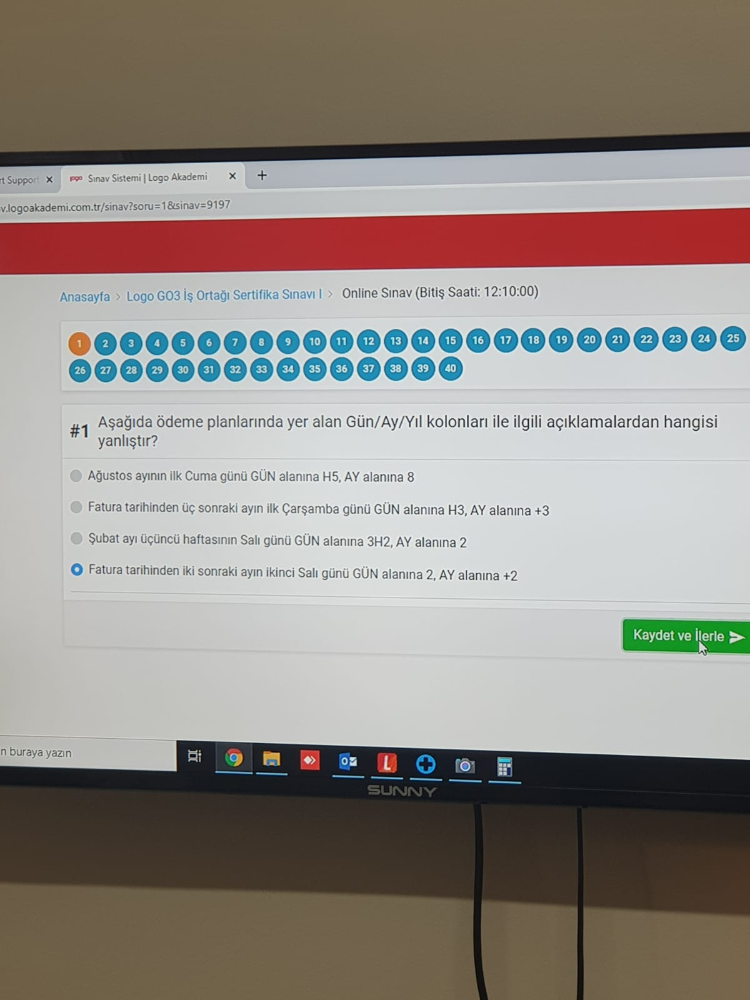 rt Support
Sınav Sistemi | Logo Akademi
v.logoakademi.com.tr/sinav?soru=1&sinav=9197
Anasayfa > Logo GO3 İş Ortağı Sertifika Sınavı I > Online Sınav (Bitiş Saati: 12:10:00)
1 2 3 4 5 6 7 8 9 10 11 12 13 14 15 16 17 18 19 20 21 22 23 24 25
26 27 28 29 30 31 32 33 34 35 36 37 38 39 40
#1 Aşağıda ödeme planlarında yer alan Gün/Ay/Yıl kolonları ile ilgili açıklamalardan hangisi
yanlıştır?
Ağustos ayının ilk Cuma günü GÜN alanına H5, AY alanına 8
Fatura tarihinden üç sonraki ayın ilk Çarşamba günü GÜN alanına H3, AY alanına +3
Şubat ayı üçüncü haftasının Salı günü GÜN alanına 3H2, AY alanına 2
Fatura tarihinden iki sonraki ayın ikinci Salı günü GÜN alanına 2, AY alanına +2
Kaydet ve İlerle
n buraya yazın
SUNNY